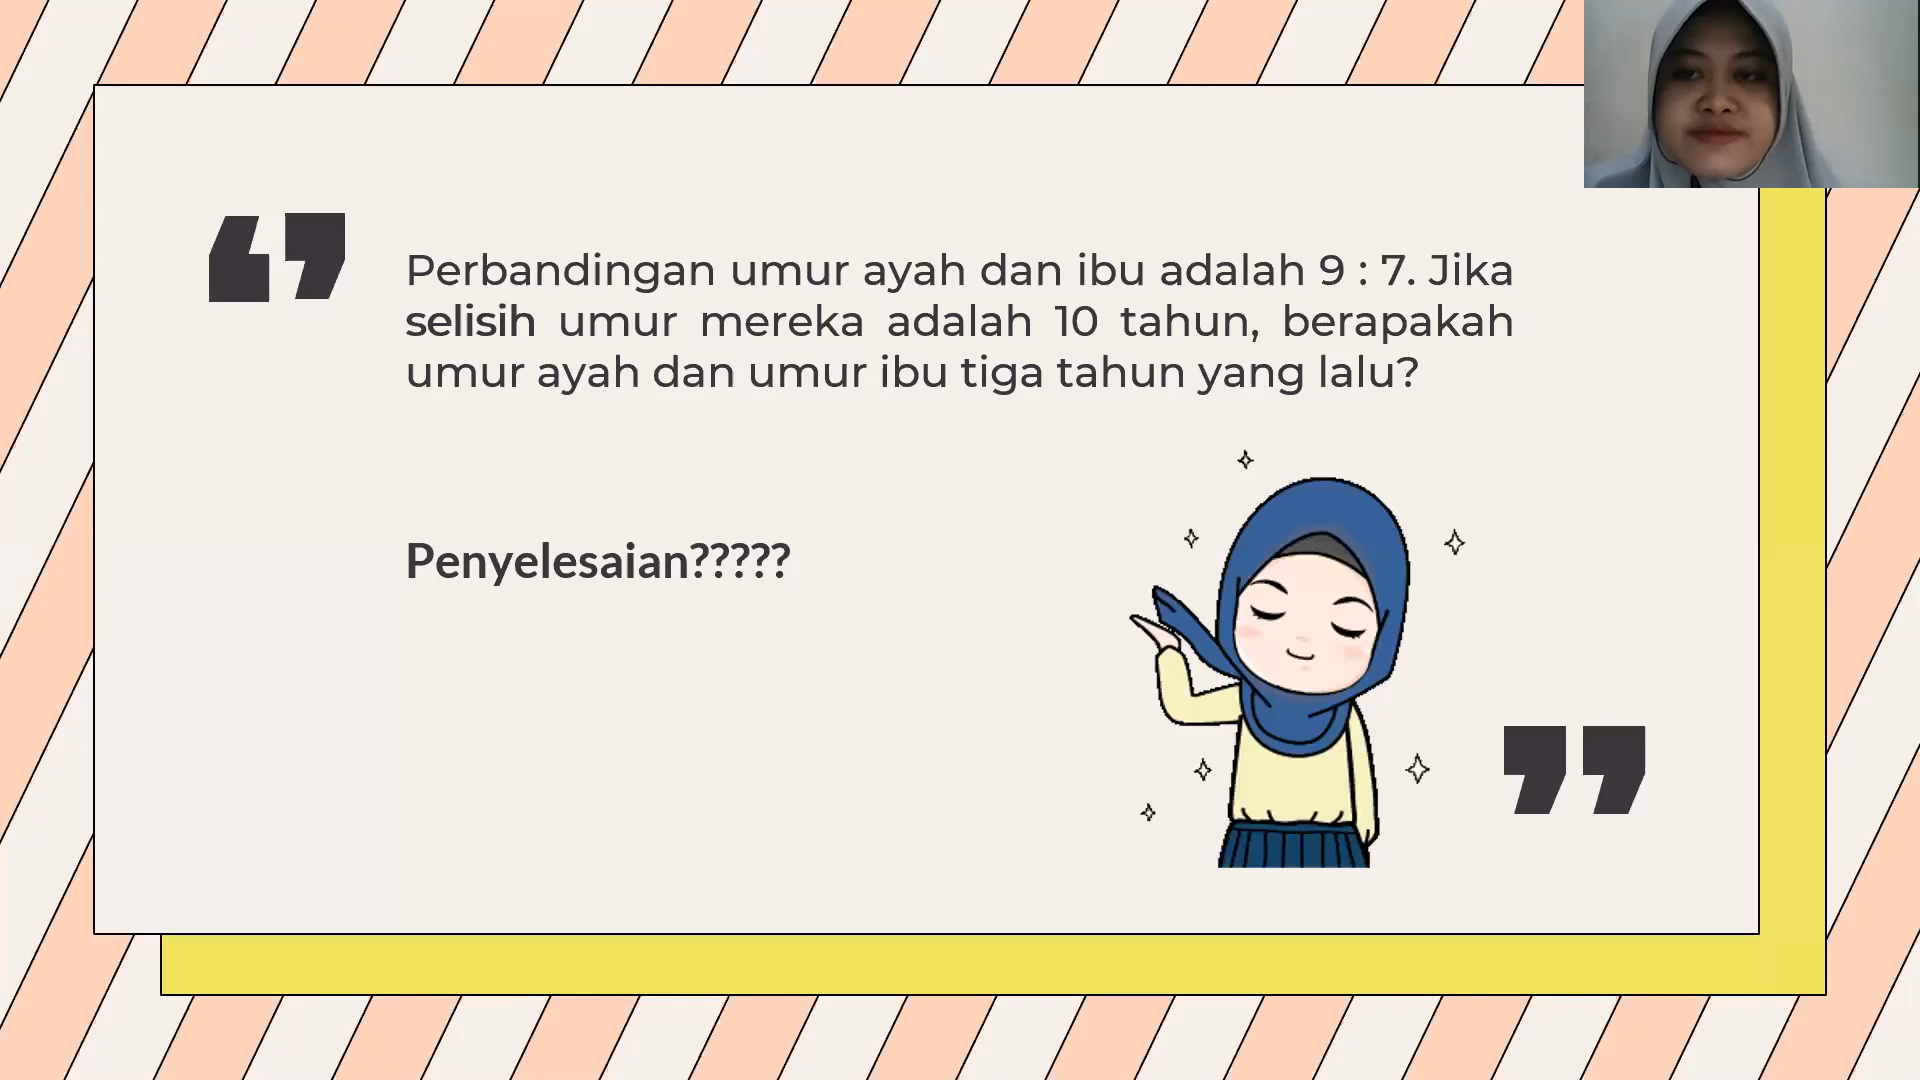 Perbandingan umur ayah dan ibu adalah 9 : 7. Jika
selisih umur mereka adalah 10 tahun, berapakah
umur ayah dan umur ibu tiga tahun yang lalu?
Penyelesaian?????